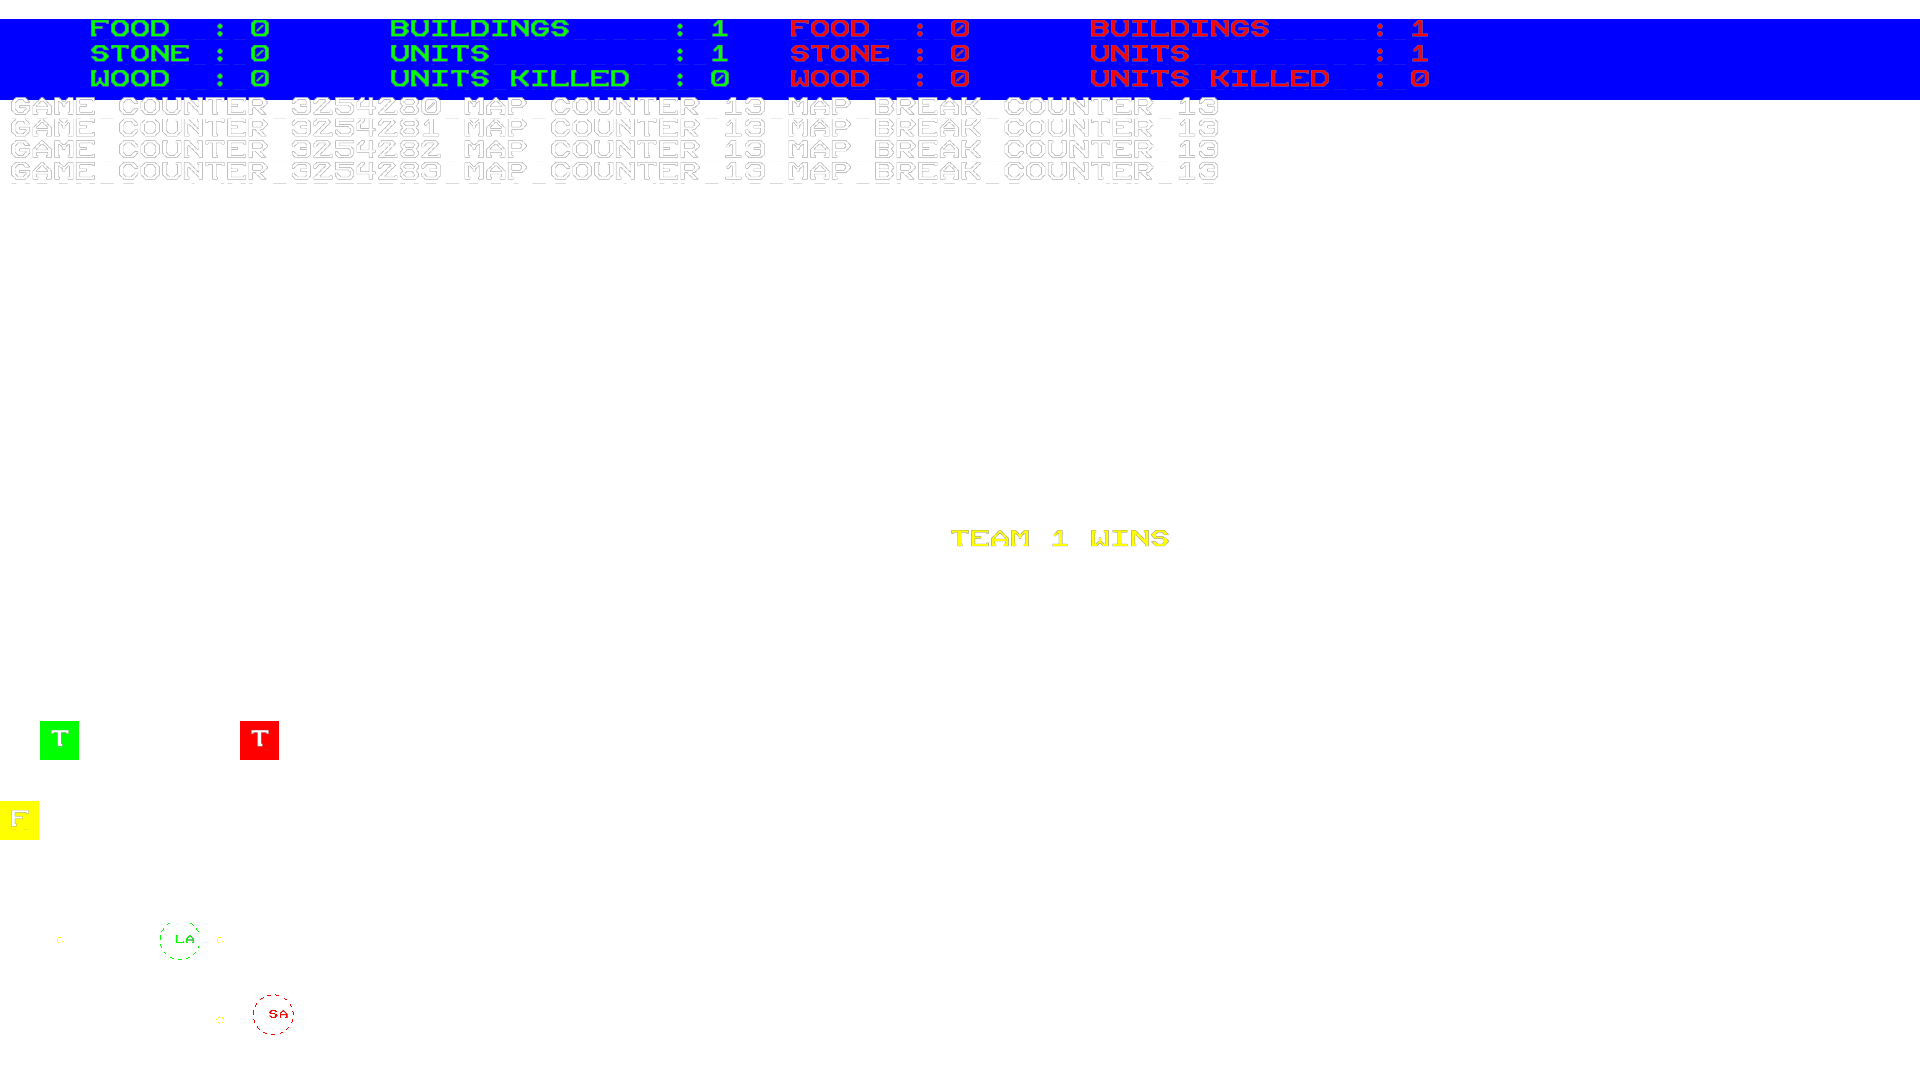 FOOD : 0 BUILDINGS : 1 FOOD : 0 BUILDINGS : 1
STONE : 0 UNITS : 1 STONE : 0 UNITS : 1
WOOD : 0 UNITS KILLED : 0 WOOD : 0 UNITS KILLED : 0
GAME COUNTER 3254280 MAP COUNTER 13 MAP BREAK COUNTER 13
GAME COUNTER 3254281 MAP COUNTER 13 MAP BREAK COUNTER 13
GAME COUNTER 3254282 MAP COUNTER 13 MAP BREAK COUNTER 13
GAME COUNTER 3254283 MAP COUNTER 13 MAP BREAK COUNTER 13
TEAM 1 WINS
T T
F
LA
SA